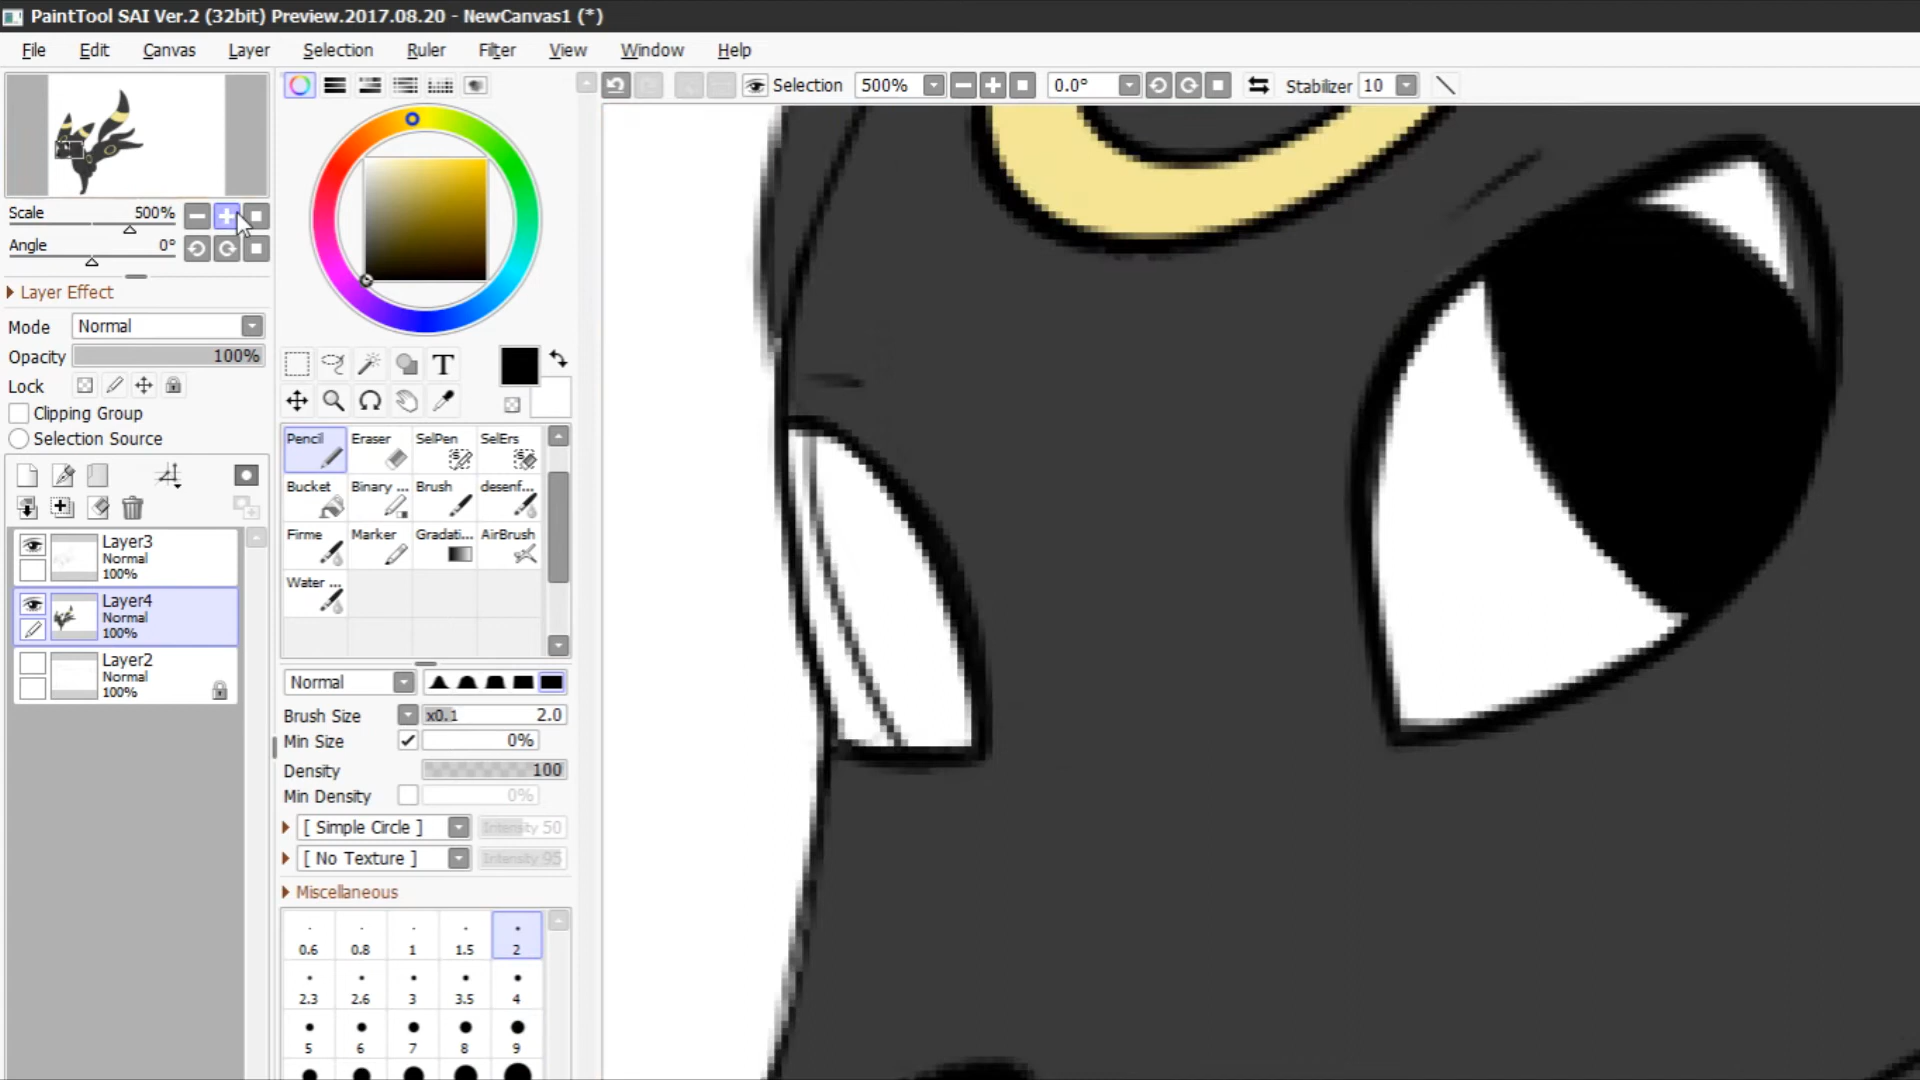 PaintTool SAI Ver.2 (32bit) Preview.2017.08.20 - NewCanvas1 (*)
File Edit Canvas Layer Selection Ruler Filter View Window Help
Selection 500% 0.0° Stabilizer 10
Scale 500%
Angle 0°
Layer Effect
Mode Normal
Opacity 100%
Lock
Clipping Group
Selection Source
Layer3
Normal
100%
Layer4
Normal
100%
Layer2
Normal
100%
T
Pencil Eraser SelPen SelErs
Bucket Binary ... Brush desenf...
Firme Marker Gradati... AirBrush
Water ...
Normal
Brush Size x0.1 2.0
Min Size 0%
Density 100
Min Density 0%
[ Simple Circle ] Intensity 50
[ No Texture ] Intensity 95
Miscellaneous
0.6 0.8 1 1.5 2
2.3 2.6 3 3.5 4
5 6 7 8 9